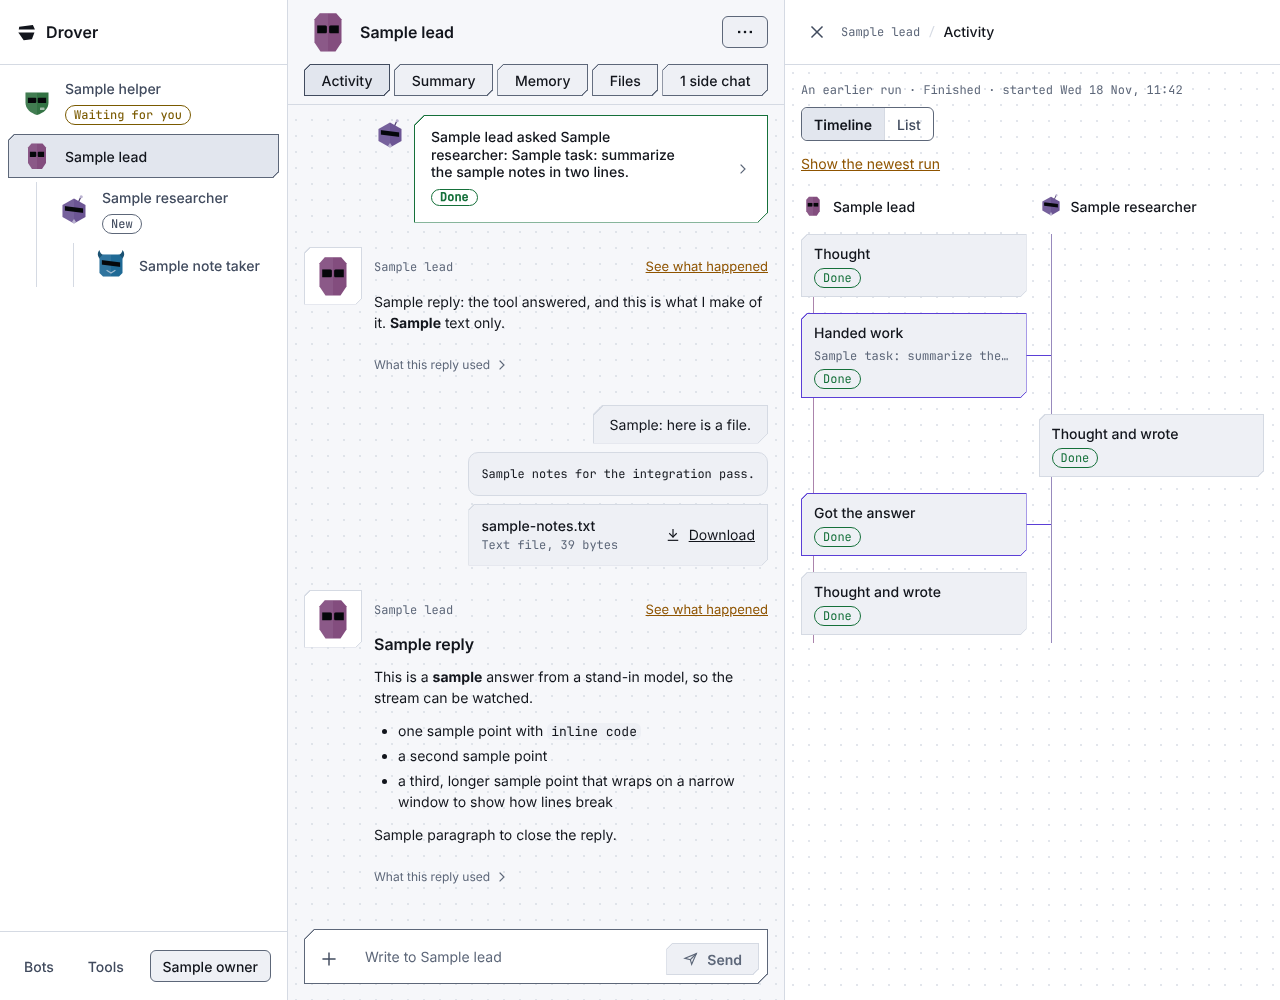 Drover
Sample helper
Waiting for you
Sample lead
Sample researcher
New
Sample note taker
Bots
Tools
Sample owner
Sample lead
Activity
Summary
Memory
Files
1 side chat
Sample lead asked Sample
researcher: Sample task: summarize
the sample notes in two lines.
Done
Sample lead
See what happened
Sample reply: the tool answered, and this is what I make of
it. Sample text only.
What this reply used
Sample: here is a file.
Sample notes for the integration pass.
sample-notes.txt
Text file, 39 bytes
Download
Sample lead
See what happened
Sample reply
This is a sample answer from a stand-in model, so the
stream can be watched.
• one sample point with inline code
• a second sample point
• a third, longer sample point that wraps on a narrow
window to show how lines break
Sample paragraph to close the reply.
What this reply used
Write to Sample lead
Send
Sample lead / Activity
An earlier run · Finished · started Wed 18 Nov, 11:42
Timeline
List
Show the newest run
Sample lead
Sample researcher
Thought
Done
Handed work
Sample task: summarize the…
Done
Thought and wrote
Done
Got the answer
Done
Thought and wrote
Done